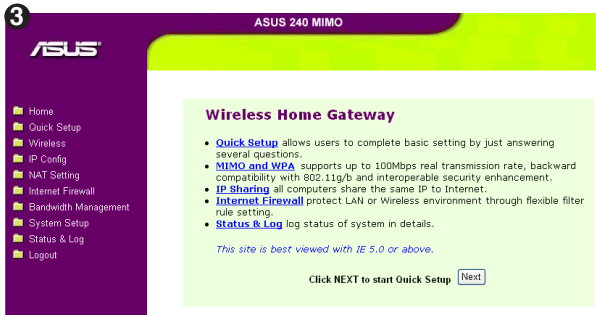 3
ASUS 240 MIMO
ASUS
Home
Quick Setup
Wireless
IP Config
NAT Setting
Internet Firewall
Bandwidth Management
System Setup
Status & Log
Logout
Wireless Home Gateway
• Quick Setup allows users to complete basic setting by just answering
several questions.
• MIMO and WPA supports up to 100Mbps real transmission rate, backward
compatibility with 802.11g/b and interoperable security enhancement.
• IP Sharing all computers share the same IP to Internet.
• Internet Firewall protect LAN or Wireless environment through flexible filter
rule setting.
• Status & Log log status of system in details.
This site is best viewed with IE 5.0 or above.
Click NEXT to start Quick Setup Next